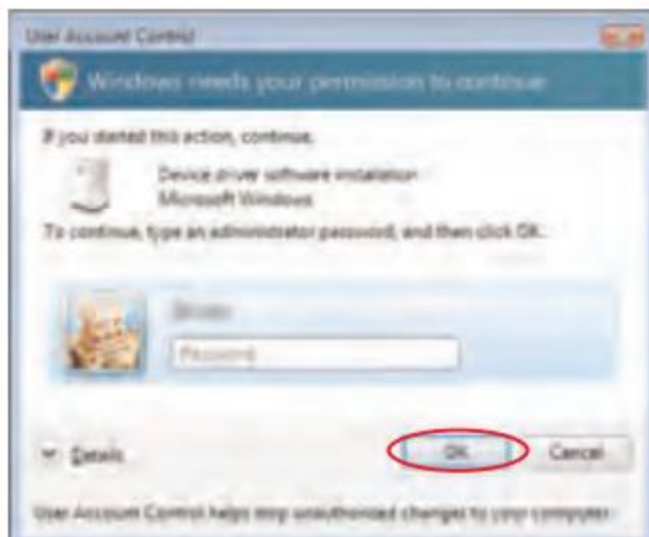 User Account Control
Windows needs your permission to continue
If you started this action, continue.
Device driver software installation
Microsoft Windows
To continue, type an administrator password, and then click OK.
Password
Details
OK
Cancel
User Account Control helps stop unauthorized changes to your computer.